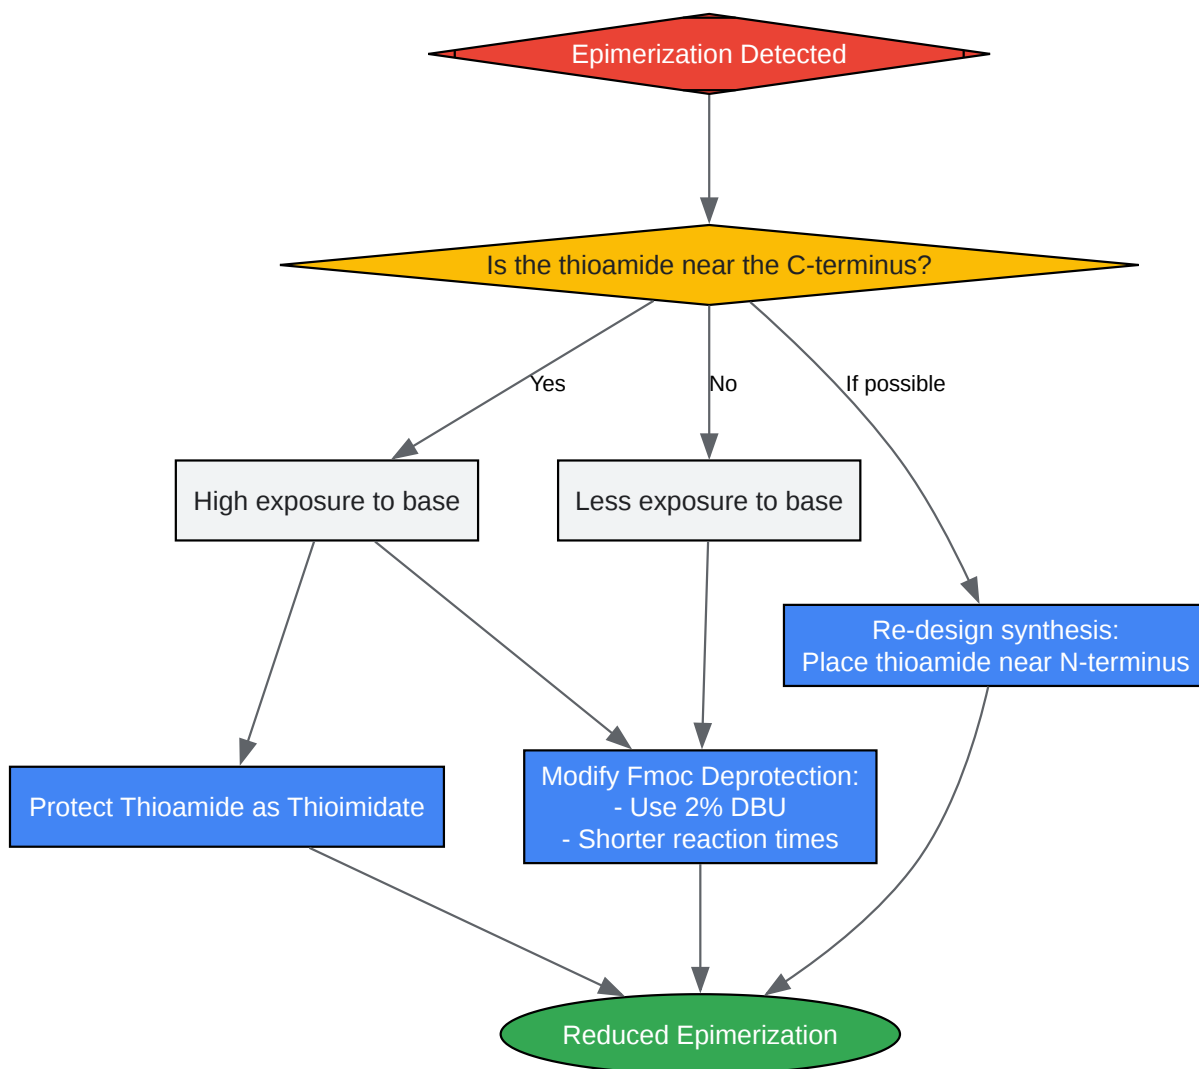 Epimerization Detected
Is the thioamide near the C-terminus?
Yes
No
If possible
High exposure to base
Less exposure to base
Re-design synthesis:
Place thioamide near N-terminus
Protect Thioamide as Thioimidate
Modify Fmoc Deprotection:
- Use 2% DBU
- Shorter reaction times
Reduced Epimerization